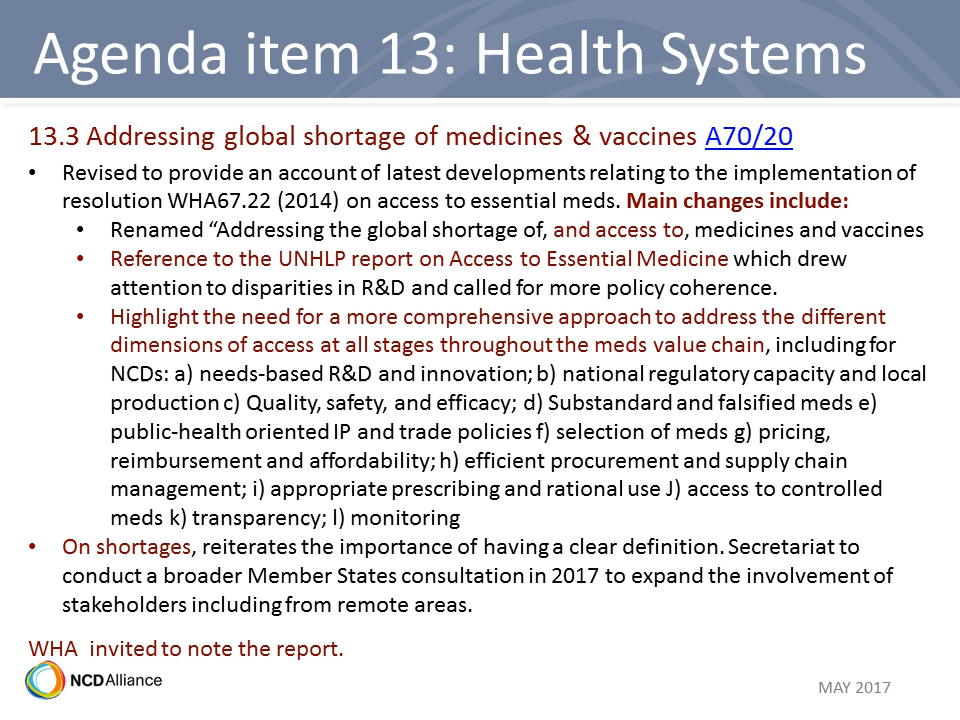 Agenda item 13: Health Systems
13.3 Addressing global shortage of medicines & vaccines A70/20
• Revised to provide an account of latest developments relating to the implementation of
resolution WHA67.22 (2014) on access to essential meds. Main changes include:
• Renamed “Addressing the global shortage of, and access to, medicines and vaccines
• Reference to the UNHLP report on Access to Essential Medicine which drew
attention to disparities in R&D and called for more policy coherence.
• Highlight the need for a more comprehensive approach to address the different
dimensions of access at all stages throughout the meds value chain, including for
NCDs: a) needs-based R&D and innovation; b) national regulatory capacity and local
production c) Quality, safety, and efficacy; d) Substandard and falsified meds e)
public-health oriented IP and trade policies f) selection of meds g) pricing,
reimbursement and affordability; h) efficient procurement and supply chain
management; i) appropriate prescribing and rational use J) access to controlled
meds k) transparency; l) monitoring
• On shortages, reiterates the importance of having a clear definition. Secretariat to
conduct a broader Member States consultation in 2017 to expand the involvement of
stakeholders including from remote areas.
WHA invited to note the report.
NCD Alliance
MAY 2017